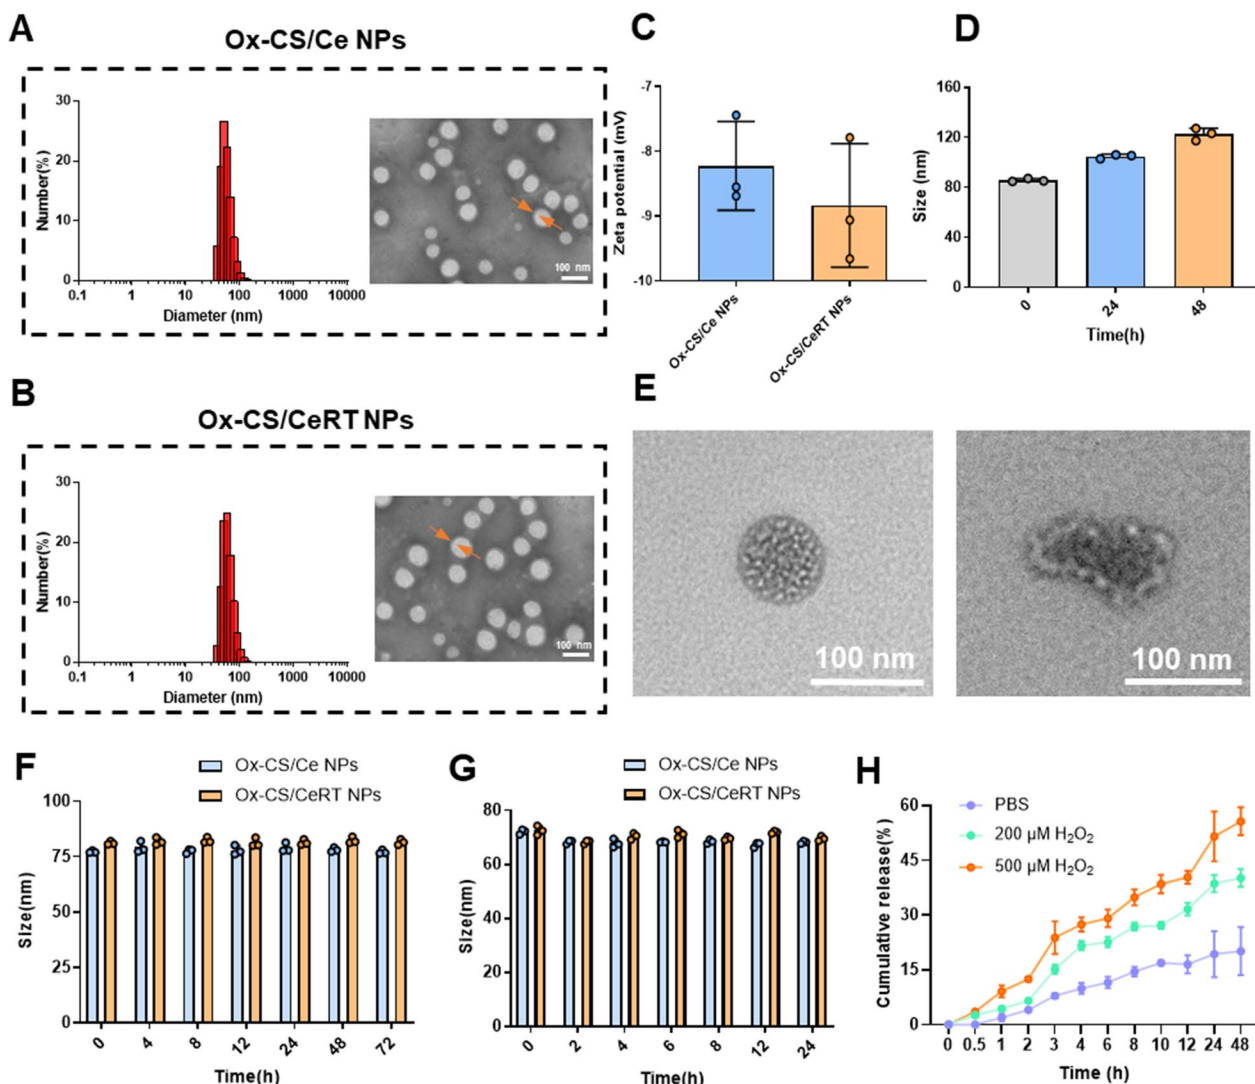 A
Ox-CS/Ce NPs
Number(%)
30
20
10
0
0.1 1 10 100 1000 10000
Diameter (nm)
100 nm
B
Ox-CS/CeRT NPs
Number(%)
30
20
10
0
0.1 1 10 100 1000 10000
Diameter (nm)
100 nm
C
Zeta potential (mV)
-7
-8
-9
-10
Ox-CS/Ce NPs
Ox-CS/CeRT NPs
D
Size (nm)
160
120
80
40
0
0 24 48
Time(h)
E
100 nm
100 nm
F
Ox-CS/Ce NPs
Ox-CS/CeRT NPs
Size(nm)
100
75
50
25
0
0 4 8 12 24 48 72
Time(h)
G
Ox-CS/Ce NPs
Ox-CS/CeRT NPs
Size(nm)
80
60
40
20
0
0 2 4 6 8 12 24
Time(h)
H
PBS
200 µM H₂O₂
500 µM H₂O₂
Cumulative release(%)
60
45
30
15
0
0 0.5 1 2 3 4 6 8 10 12 24 48
Time (h)